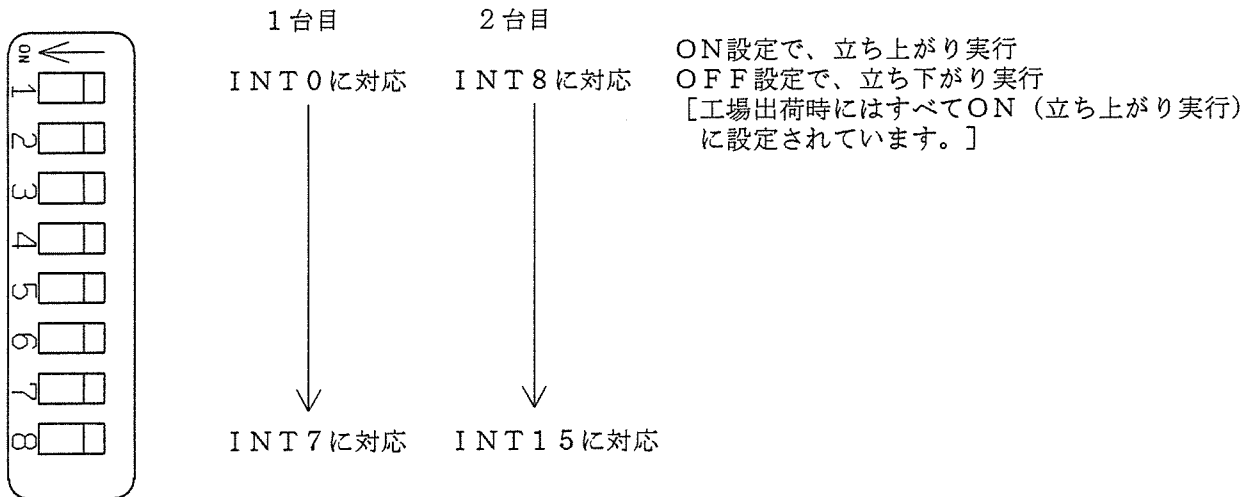 1台目 2台目
ON
1
2
3
4
5
6
7
8
INT0に対応 INT8に対応
INT7に対応 INT15に対応
ON設定で、立ち上がり実行
OFF設定で、立ち下がり実行
[工場出荷時にはすべてON（立ち上がり実行）
に設定されています。]